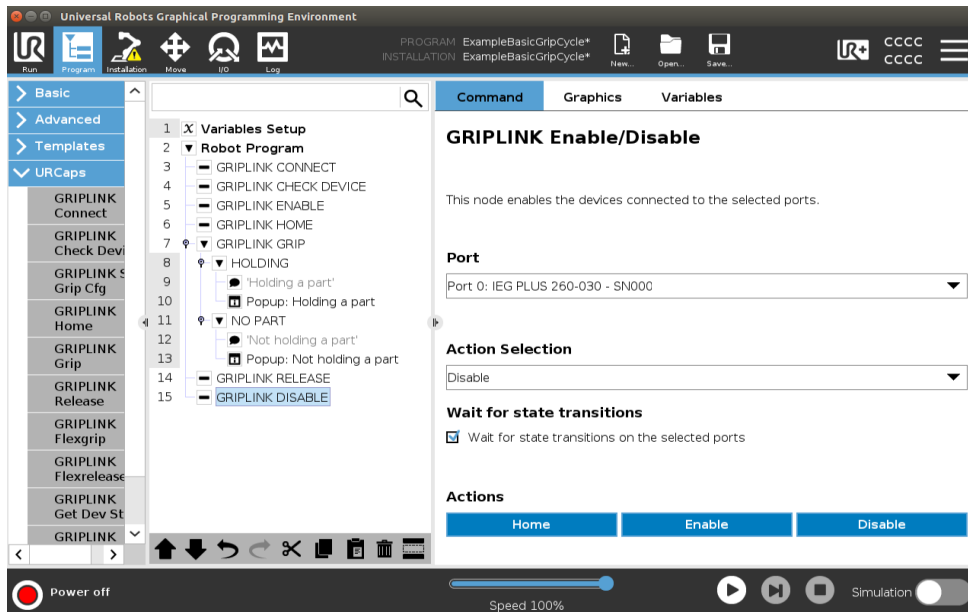 Universal Robots Graphical Programming Environment
UR
Run
Program
Installation
Move
I/O
Log
PROGRAM ExampleBasicGripCycle*
INSTALLATION ExampleBasicGripCycle*
New...
Open...
Save...
UR+
CCCC
CCCC
Basic
Advanced
Templates
URCaps
GRIPLINK
Connect
GRIPLINK
Check Devi
GRIPLINK S
Grip Cfg
GRIPLINK
Home
GRIPLINK
Grip
GRIPLINK
Release
GRIPLINK
Flexgrip
GRIPLINK
Flexrelease
GRIPLINK
Get Dev St
GRIPLINK
1 X Variables Setup
2 Robot Program
3 GRIPLINK CONNECT
4 GRIPLINK CHECK DEVICE
5 GRIPLINK ENABLE
6 GRIPLINK HOME
7 GRIPLINK GRIP
8 HOLDING
9 'Holding a part'
10 Popup: Holding a part
11 NO PART
12 'Not holding a part'
13 Popup: Not holding a part
14 GRIPLINK RELEASE
15 GRIPLINK DISABLE
Command Graphics Variables
GRIPLINK Enable/Disable
This node enables the devices connected to the selected ports.
Port
Port 0: IEG PLUS 260-030 - SN000
Action Selection
Disable
Wait for state transitions
Wait for state transitions on the selected ports
Actions
Home Enable Disable
Power off
Speed 100%
Simulation